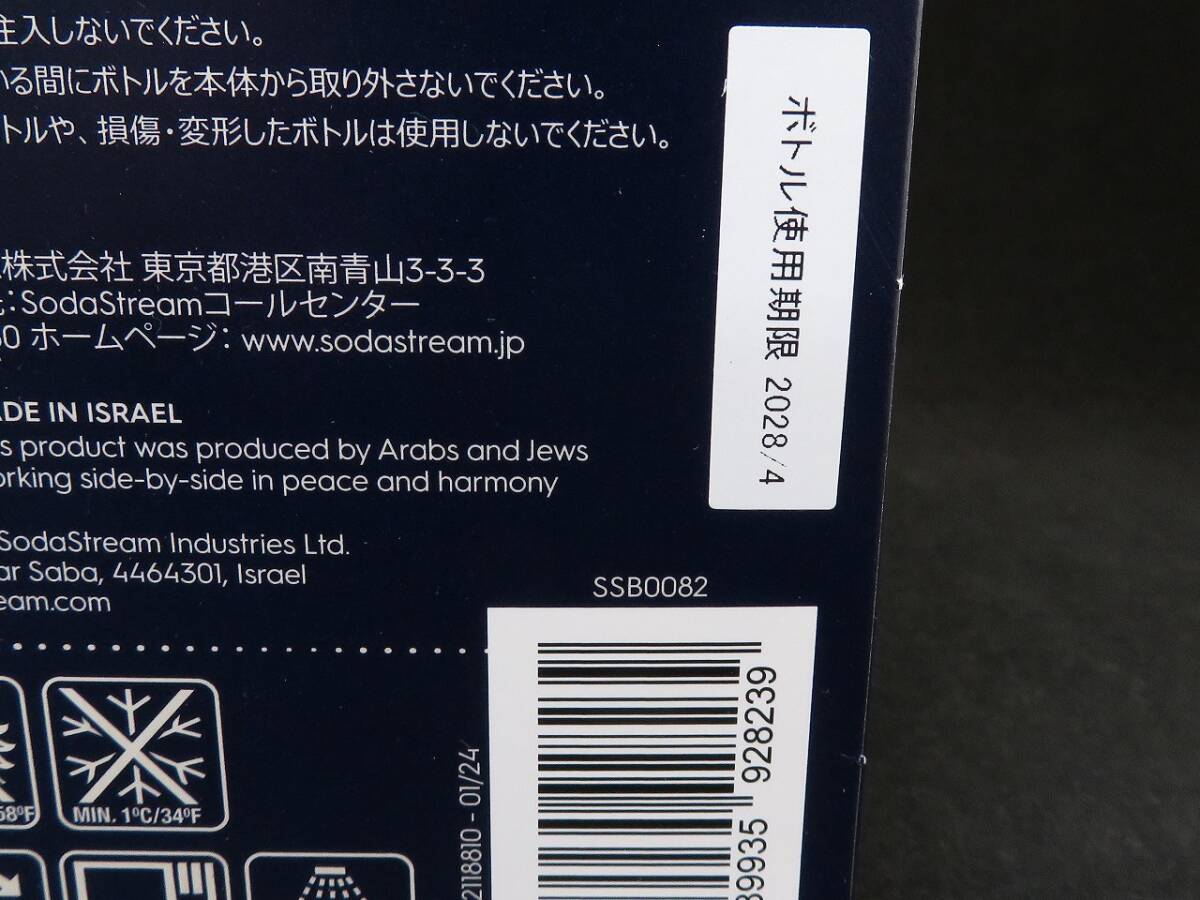 注入しないでください。
いる間にボトルを本体から取り外さないでください。
トルや、損傷・変形したボトルは使用しないでください。
株式会社 東京都港区南青山3-3-3
:SodaStreamコールセンター
60 ホームページ: www.sodastream.jp
ADE IN ISRAEL
s product was produced by Arabs and Jews
orking side-by-side in peace and harmony
SodaStream Industries Ltd.
ar Saba, 4464301, Israel
ream.com
ボトル使用期限 2028/4
SSB0082
58ºF
MIN. 1ºC/34ºF
2118810 - 01/24
89935 928239